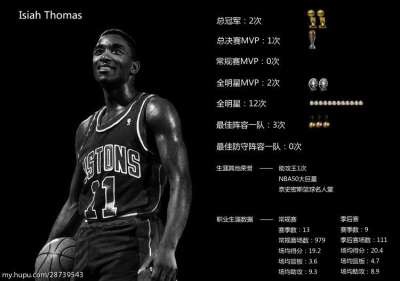 Isiah Thomas
总冠军：2次
总决赛MVP：1次
常规赛MVP：0次
全明星MVP：2次
全明星：12次
最佳阵容一队：3次
最佳防守阵容一队：0次
生涯其他荣誉 —— 助攻王1次
NBA50大巨星
奈史密斯篮球名人堂
职业生涯数据 —— 常规赛 季后赛
赛季数：13 赛季数：9
常规赛场数：979 季后赛场数：111
场均得分：19.2 场均得分：20.4
场均篮板：3.6 场均篮板：4.7
场均助攻：9.3 场均助攻：8.9
PISTONS
11
my.hupu.com/28739543